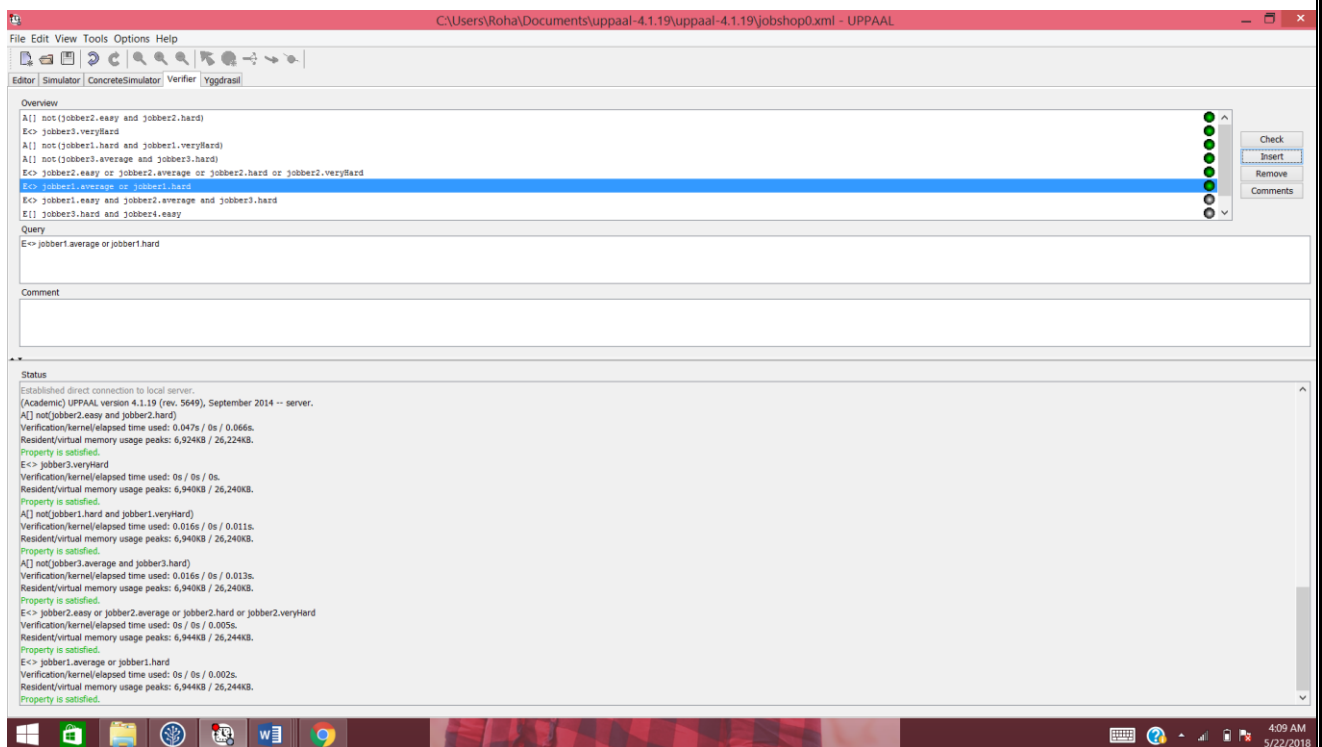 C:\Users\Roha\Documents\uppaal-4.1.19\uppaal-4.1.19\jobshop0.xml - UPPAAL
File Edit View Tools Options Help
Editor Simulator ConcreteSimulator Verifier Yggdrasil
Overview
A[] not(jobber2.easy and jobber2.hard)
E<> jobber3.veryHard
A[] not(jobber1.hard and jobber1.veryHard)
A[] not(jobber3.average and jobber3.hard)
E<> jobber2.easy or jobber2.average or jobber2.hard or jobber2.veryHard
E<> jobber1.average or jobber1.hard
E<> jobber1.easy and jobber2.average and jobber3.hard
E[] jobber3.hard and jobber4.easy
Check
Insert
Remove
Comments
Query
E<> jobber1.average or jobber1.hard
Comment
Status
Established direct connection to local server.
(Academic) UPPAAL version 4.1.19 (rev. 5649), September 2014 -- server.
A[] not(jobber2.easy and jobber2.hard)
Verification/kernel/elapsed time used: 0.047s / 0s / 0.066s.
Resident/virtual memory usage peaks: 6,924KB / 26,224KB.
Property is satisfied.
E<> jobber3.veryHard
Verification/kernel/elapsed time used: 0s / 0s / 0s.
Resident/virtual memory usage peaks: 6,940KB / 26,240KB.
Property is satisfied.
A[] not(jobber1.hard and jobber1.veryHard)
Verification/kernel/elapsed time used: 0.016s / 0s / 0.011s.
Resident/virtual memory usage peaks: 6,940KB / 26,240KB.
Property is satisfied.
A[] not(jobber3.average and jobber3.hard)
Verification/kernel/elapsed time used: 0.016s / 0s / 0.013s.
Resident/virtual memory usage peaks: 6,940KB / 26,240KB.
Property is satisfied.
E<> jobber2.easy or jobber2.average or jobber2.hard or jobber2.veryHard
Verification/kernel/elapsed time used: 0s / 0s / 0.005s.
Resident/virtual memory usage peaks: 6,944KB / 26,244KB.
Property is satisfied.
E<> jobber1.average or jobber1.hard
Verification/kernel/elapsed time used: 0s / 0s / 0.002s.
Resident/virtual memory usage peaks: 6,944KB / 26,244KB.
Property is satisfied.
4:09 AM
5/22/2018